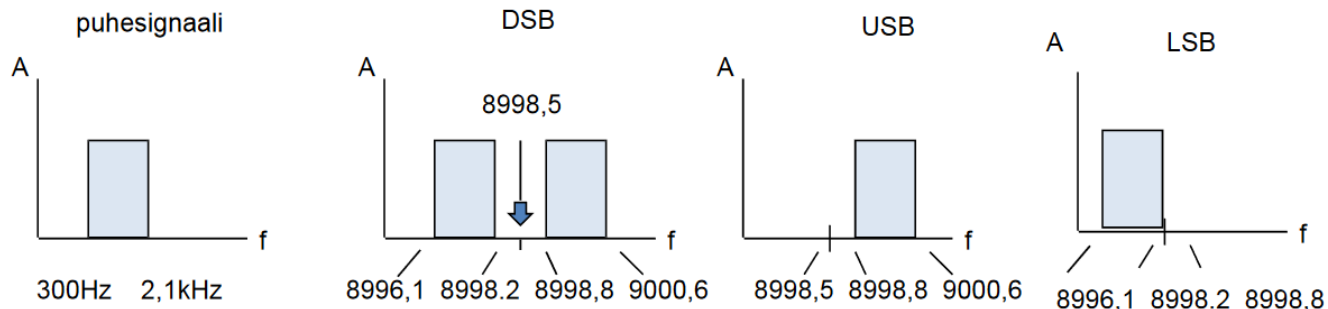 puhesignaali
A
f
300Hz 2,1kHz
DSB
A
8998,5
f
8996,1 8998.2 8998,8 9000,6
USB
A
f
8998,5 8998,8 9000,6
LSB
A
f
8996,1 8998.2 8998,8